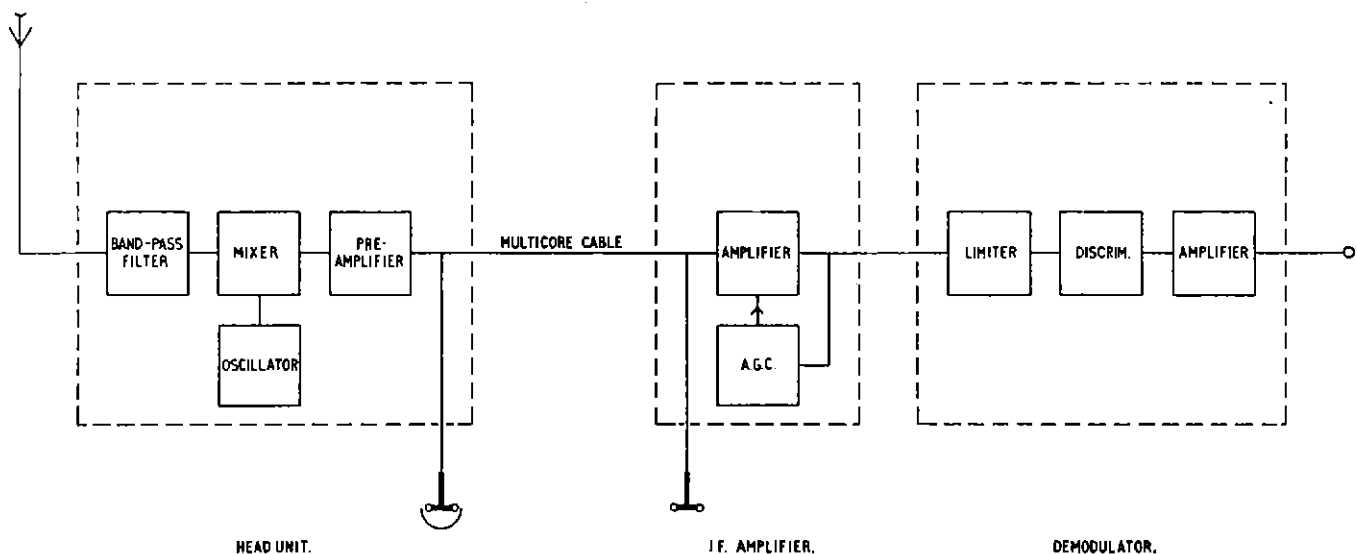 BAND-PASS
FILTER
MIXER
PRE-
AMPLIFIER
OSCILLATOR
MULTICORE CABLE
AMPLIFIER
A.G.C.
LIMITER
DISCRIM.
AMPLIFIER
HEAD UNIT.
I.F. AMPLIFIER.
DEMODULATOR.